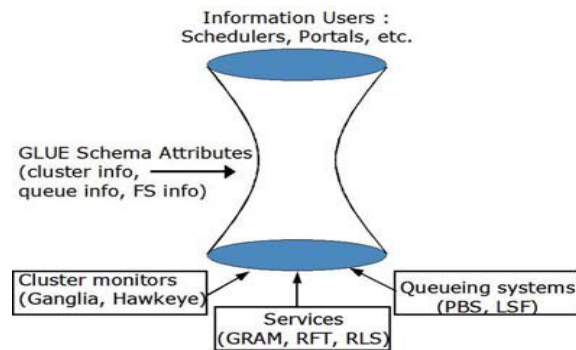 Information Users :
Schedulers, Portals, etc.
GLUE Schema Attributes
(cluster info,
queue info, FS info)
Cluster monitors
(Ganglia, Hawkeye)
Services
(GRAM, RFT, RLS)
Queueing systems
(PBS, LSF)